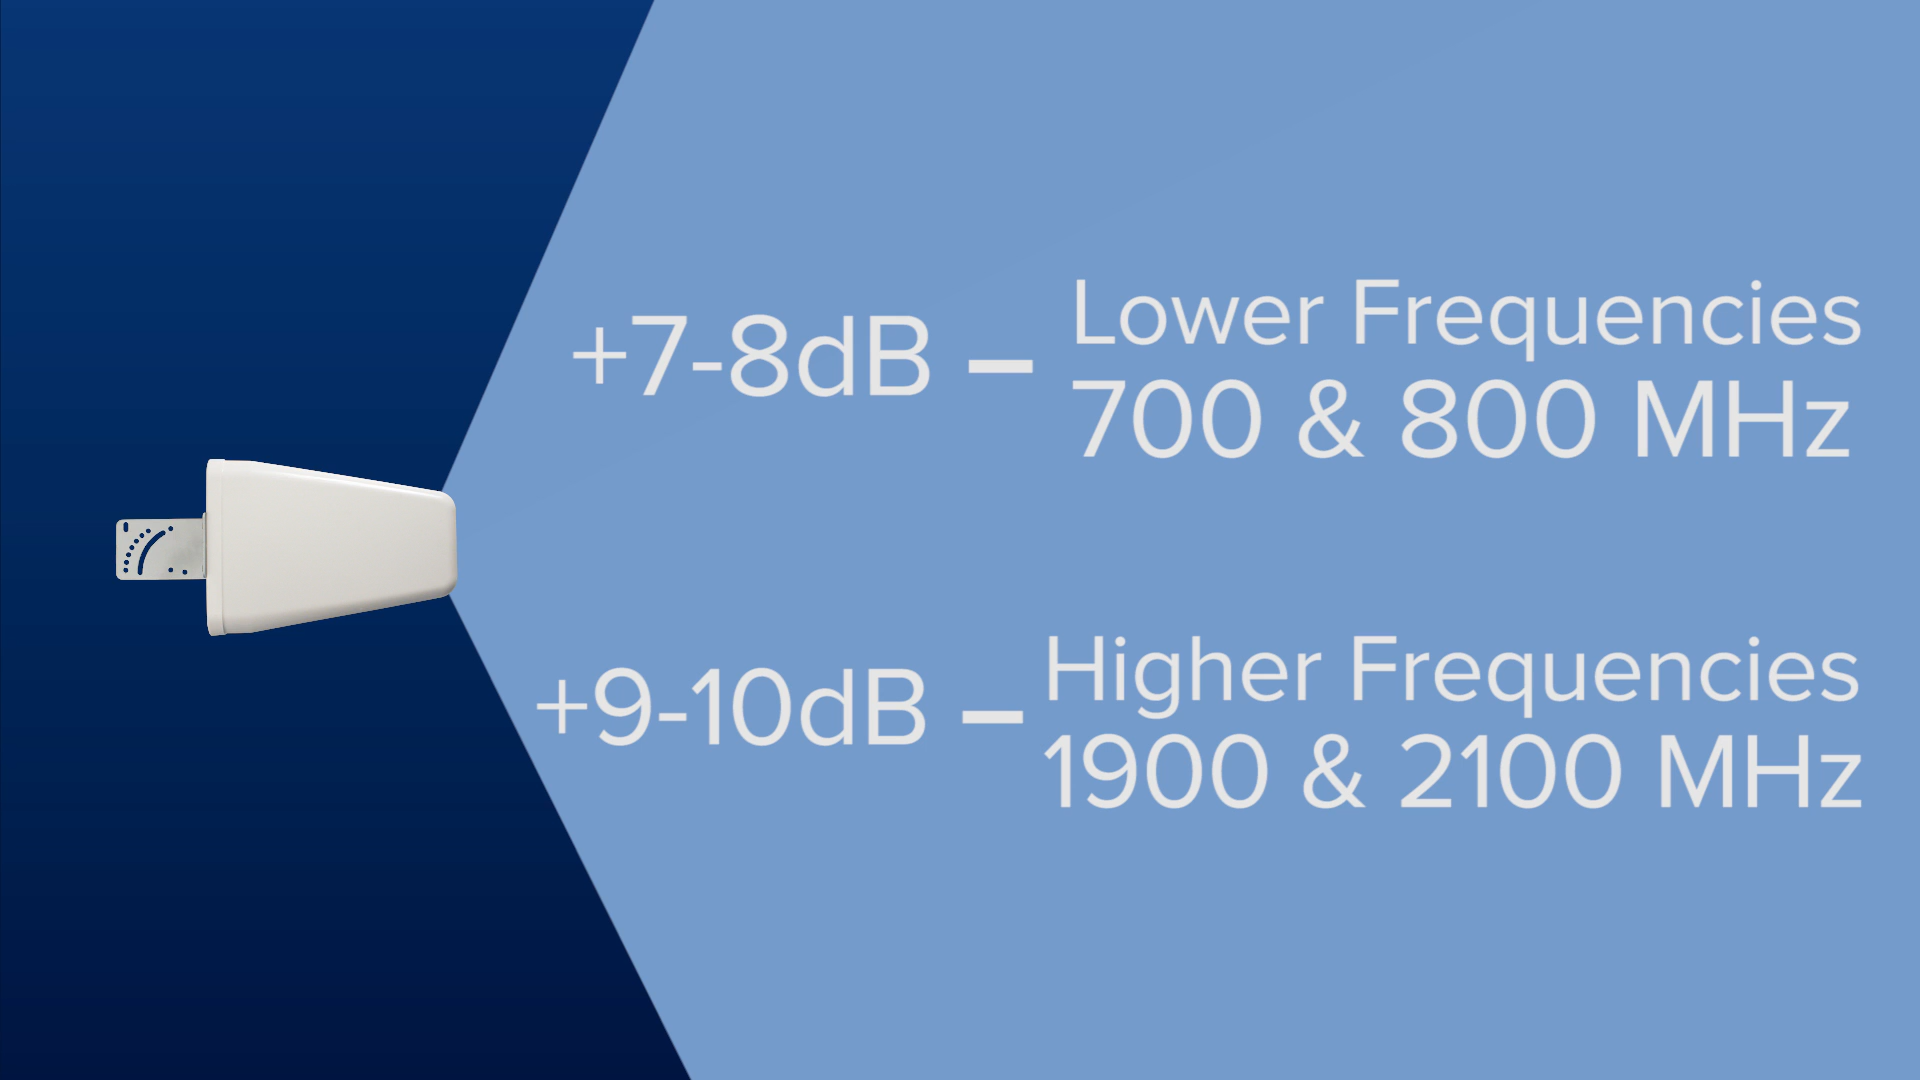 +7-8dB – Lower Frequencies
700 & 800 MHz
+9-10dB – Higher Frequencies
1900 & 2100 MHz